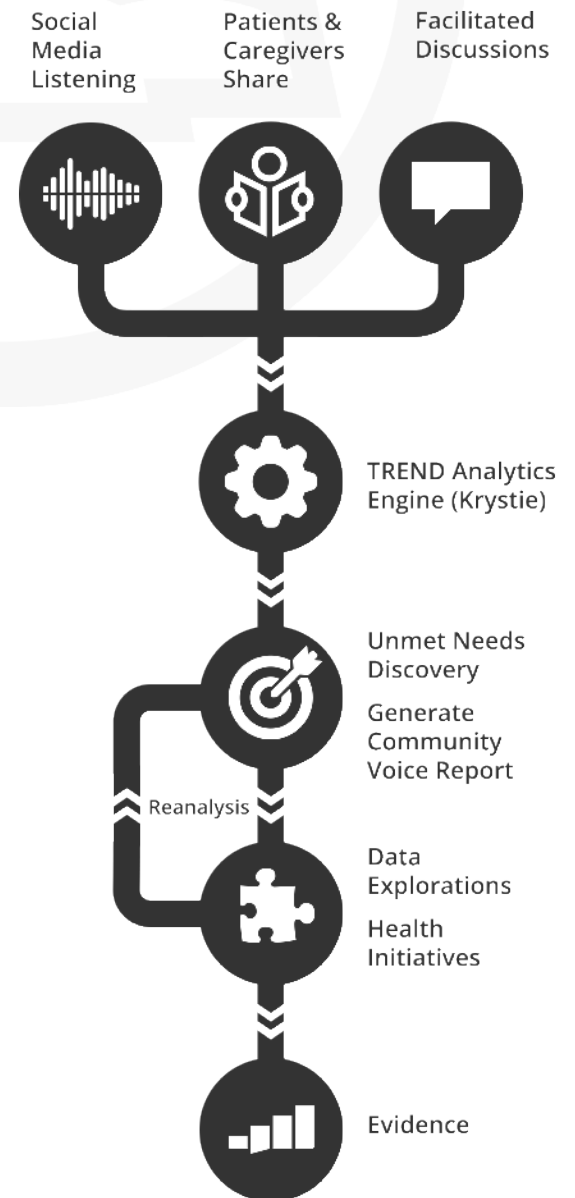 Social
Media
Listening
Patients &
Caregivers
Share
Facilitated
Discussions
TREND Analytics
Engine (Krystie)
Unmet Needs
Discovery
Generate
Community
Voice Report
Reanalysis
Data
Explorations
Health
Initiatives
Evidence